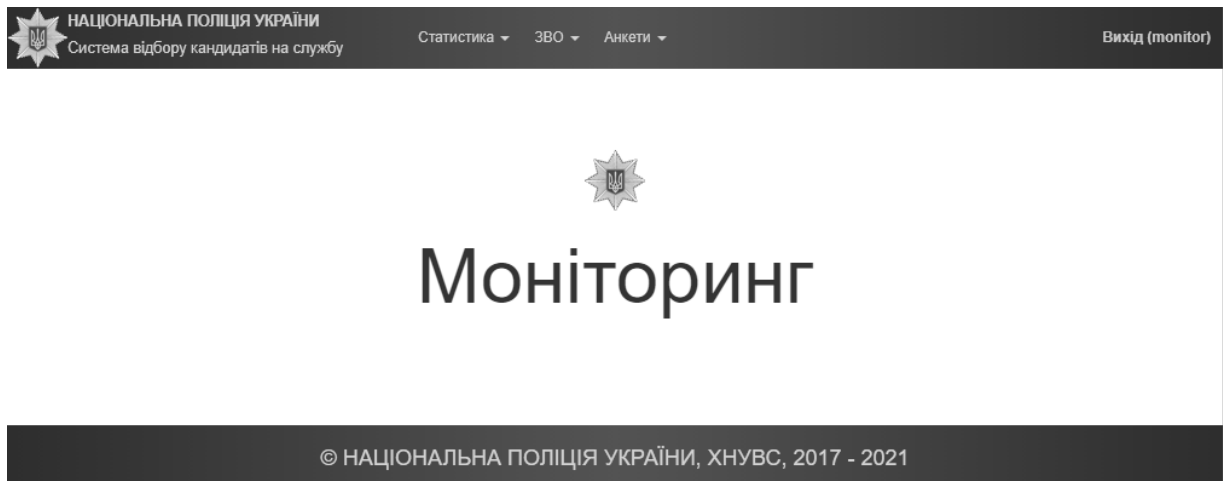 НАЦІОНАЛЬНА ПОЛІЦІЯ УКРАЇНИ
Система відбору кандидатів на службу
Статистика ЗВО Анкети
Вихід (monitor)
Моніторинг
© НАЦІОНАЛЬНА ПОЛІЦІЯ УКРАЇНИ, ХНУВС, 2017 - 2021